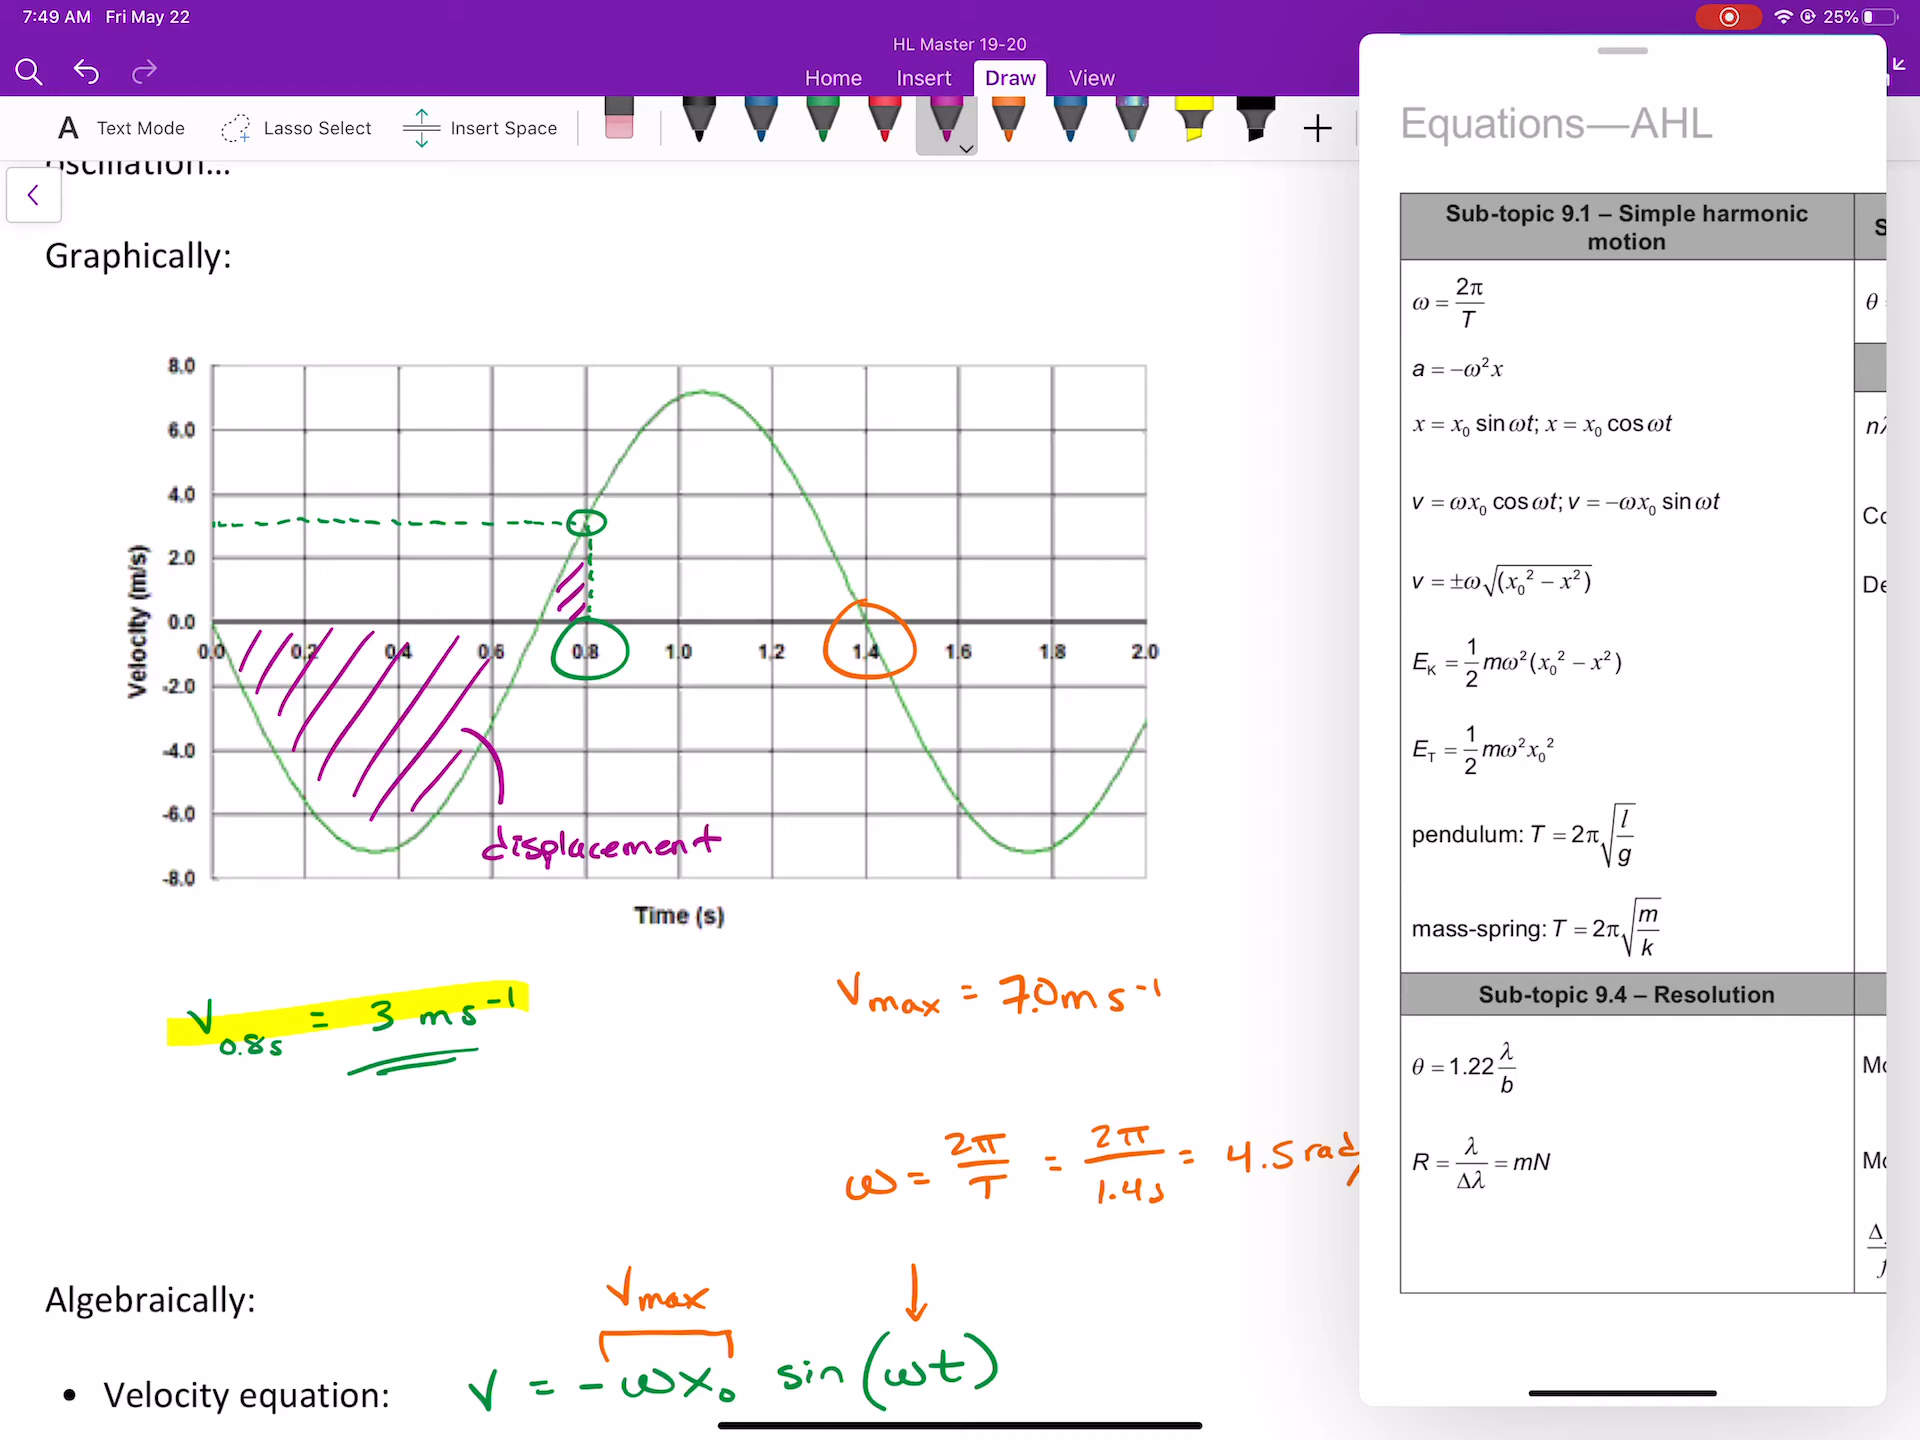 7:49 AM Fri May 22
25%
HL Master 19-20
Home Insert Draw View
A Text Mode Lasso Select Insert Space
oscillation...
Graphically:
8.0
6.0
4.0
2.0
0.0
-2.0
-4.0
-6.0
-8.0
Velocity (m/s)
0.0 0.2 0.4 0.6 0.8 1.0 1.2 1.4 1.6 1.8 2.0
displacement
Time (s)
V0.8s = 3 ms⁻¹
Vmax = 7.0ms⁻¹
ω = 2π/T = 2π/1.4s = 4.5 rad/
Algebraically:
Vmax
• Velocity equation: V = -ωx₀ sin(ωt)
Equations—AHL
Sub-topic 9.1 – Simple harmonic
motion
S
ω = 2π/T
θ
a = −ω²x
x = x₀ sin ωt; x = x₀ cos ωt
nλ
v = ωx₀ cos ωt; v = −ωx₀ sin ωt
Co
v = ±ω√(x₀² − x²)
De
E_K = 1/2 mω²(x₀² − x²)
E_T = 1/2 mω²x₀²
pendulum: T = 2π√(l/g)
mass-spring: T = 2π√(m/k)
Sub-topic 9.4 – Resolution
θ = 1.22 λ/b
Mo
R = λ/Δλ = mN
Mo
Δ
f